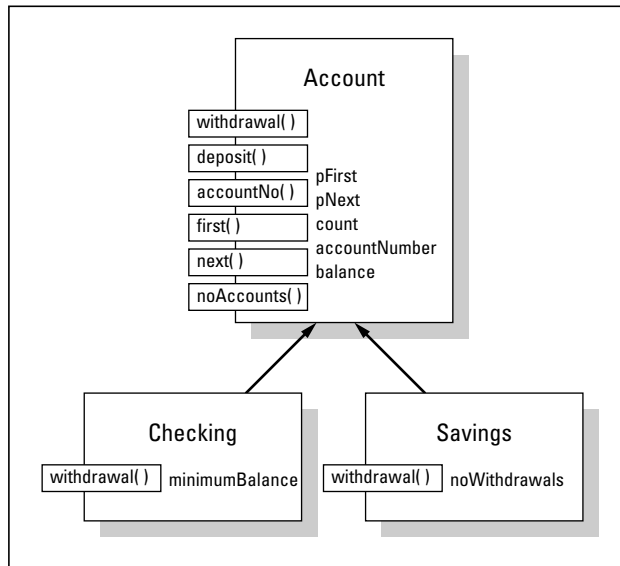 Account
withdrawal( )
deposit( )
accountNo( )
first( )
next( )
noAccounts( )
pFirst
pNext
count
accountNumber
balance
Checking
withdrawal( )
minimumBalance
Savings
withdrawal( )
noWithdrawals